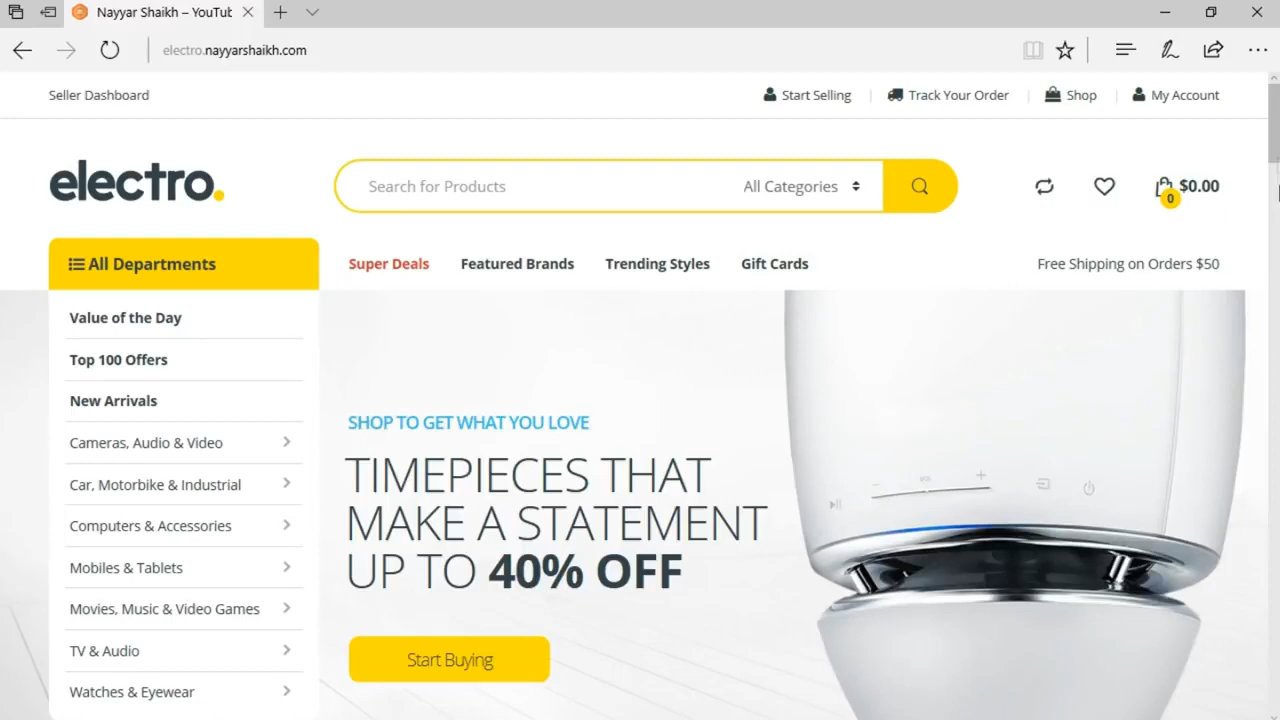 Nayyar Shaikh – YouTub
electro.nayyarshaikh.com
Seller Dashboard
Start Selling
Track Your Order
Shop
My Account
electro.
Search for Products
All Categories
0
$0.00
All Departments
Super Deals
Featured Brands
Trending Styles
Gift Cards
Free Shipping on Orders $50
Value of the Day
Top 100 Offers
New Arrivals
Cameras, Audio & Video
Car, Motorbike & Industrial
Computers & Accessories
Mobiles & Tablets
Movies, Music & Video Games
TV & Audio
Watches & Eyewear
SHOP TO GET WHAT YOU LOVE
TIMEPIECES THAT
MAKE A STATEMENT
UP TO 40% OFF
Start Buying
VOL